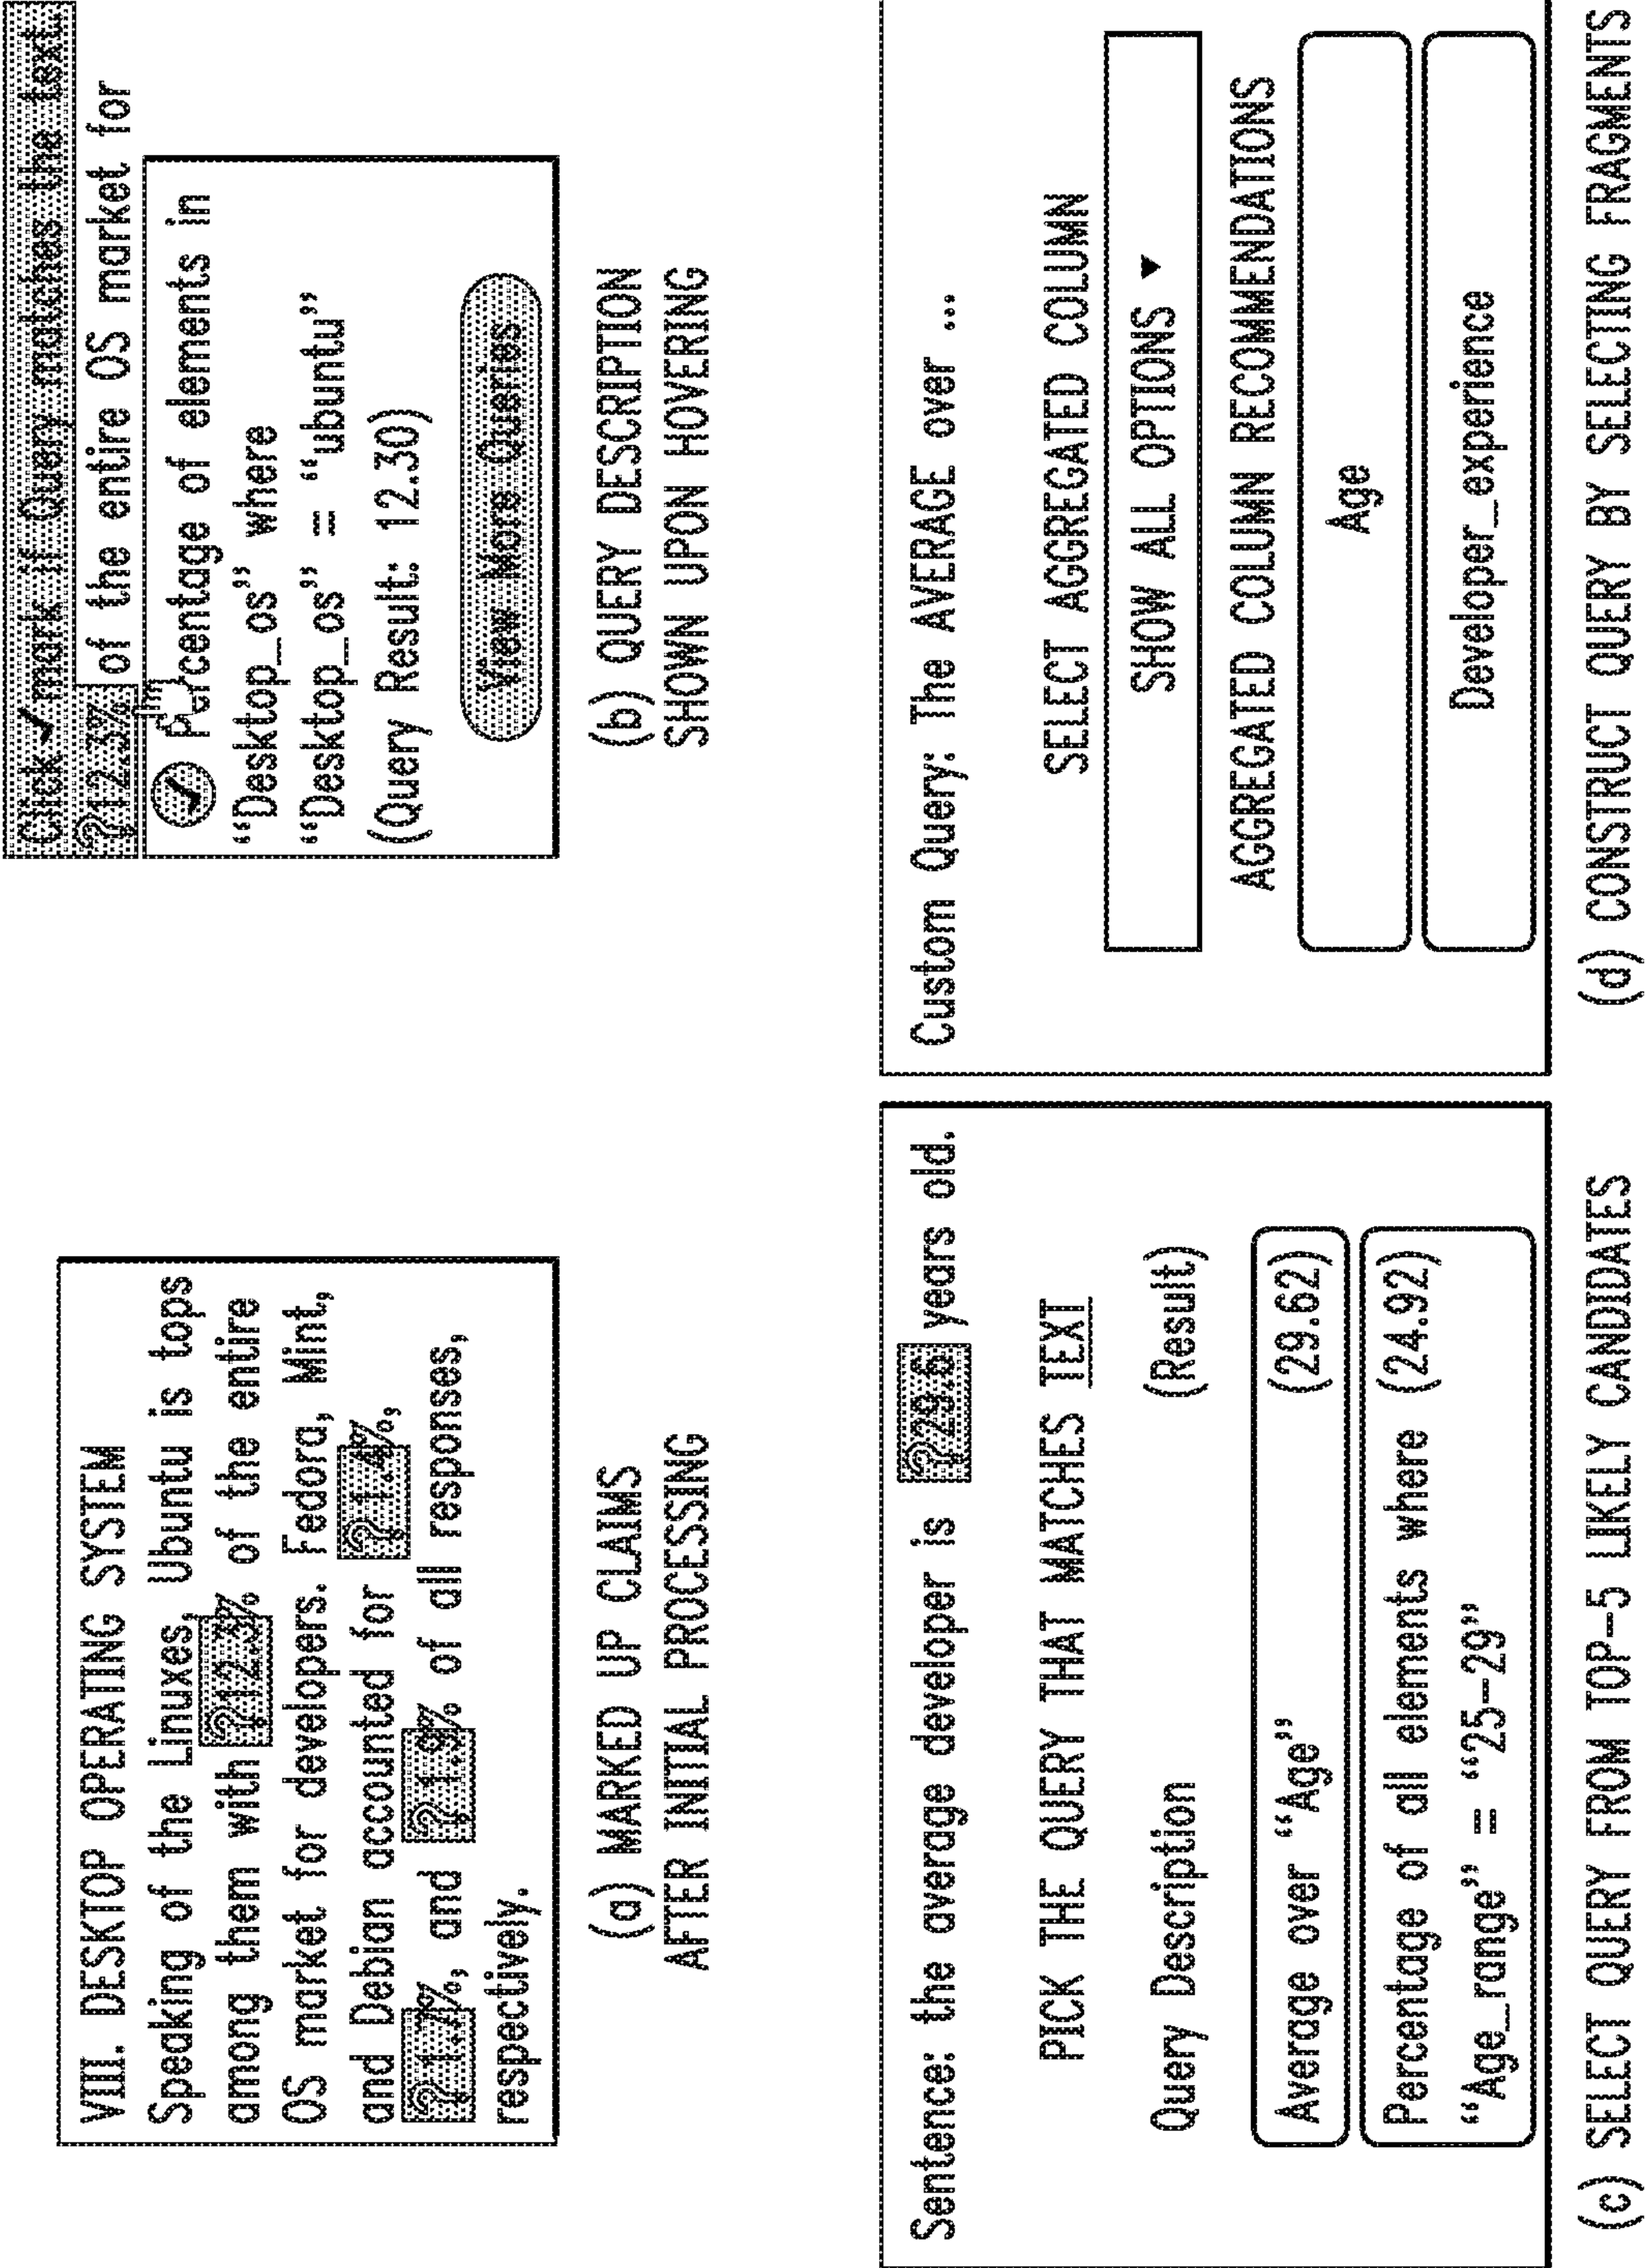 VIII. DESKTOP OPERATING SYSTEM
Speaking of the Linuxes, Ubuntu is tops
among them with ?12.3% of the entire
OS market for developers. Fedora, Mint,
and Debian accounted for ?1.4%,
?1.7%, and ?1.9% of all responses,
respectively.
(a) MARKED UP CLAIMS
AFTER INITIAL PROCESSING
Click ✓ mark if Query matches the text.
?12.3% of the entire OS market for
✓ Percentage of elements in
“Desktop_os” where
“Desktop_os” = “ubuntu”
(Query Result: 12.30)
View More Queries
(b) QUERY DESCRIPTION
SHOWN UPON HOVERING
Sentence: the average developer is ?29.6 years old,
PICK THE QUERY THAT MATCHES TEXT
Query Description (Result)
Average over “Age” (29.62)
Percentage of all elements where (24.92)
“Age_range” = “25–29”
(c) SELECT QUERY FROM TOP–5 LIKELY CANDIDATES
Custom Query: The AVERAGE over ...
SELECT AGGREGATED COLUMN
SHOW ALL OPTIONS ▼
AGGREGATED COLUMN RECOMMENDATIONS
Age
Developer_experience
(d) CONSTRUCT QUERY BY SELECTING FRAGMENTS